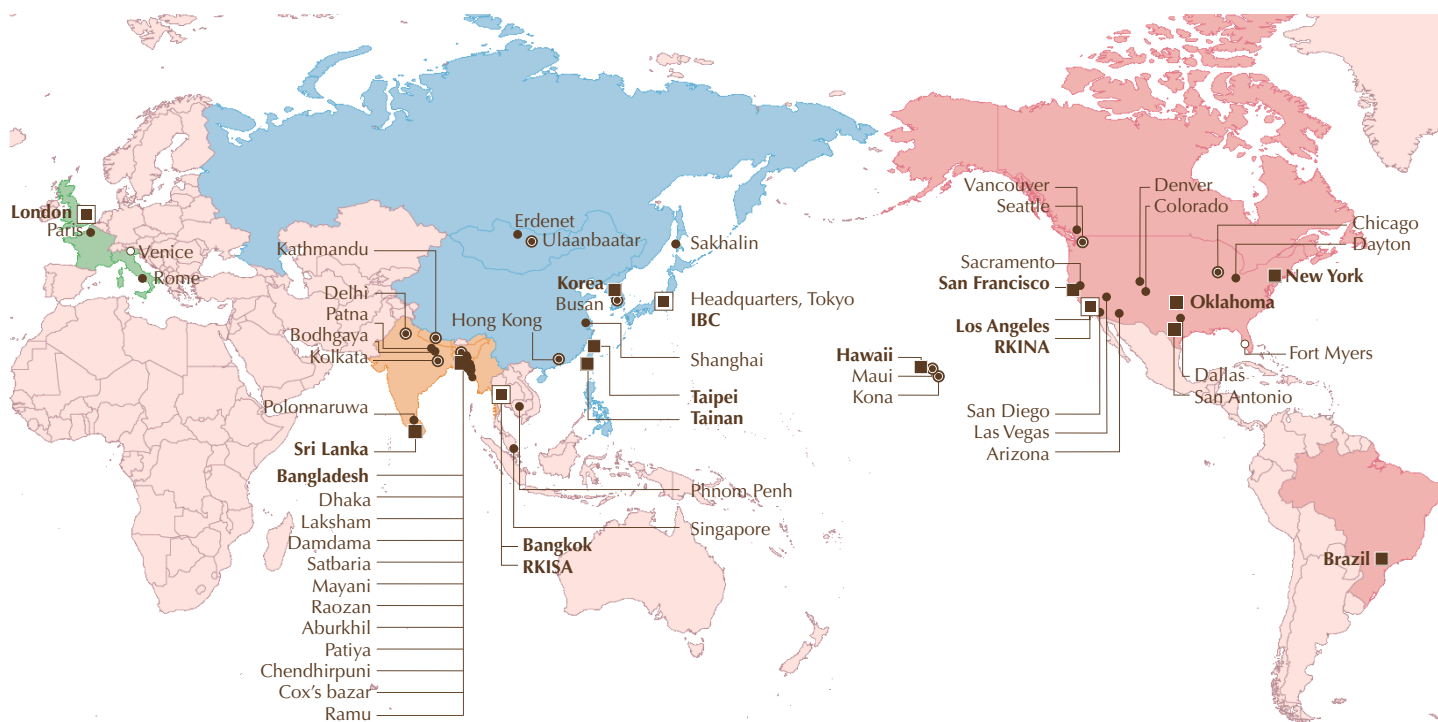 London
Paris
Venice
Rome
Kathmandu
Delhi
Patna
Bodhgaya
Kolkata
Polonnaruwa
Sri Lanka
Bangladesh
Dhaka
Laksham
Damdama
Satbaria
Mayani
Raozan
Aburkhil
Patiya
Chendhirpuni
Cox's bazar
Ramu
Erdenet
Ulaanbaatar
Sakhalin
Korea
Busan
Headquarters, Tokyo
IBC
Hong Kong
Shanghai
Taipei
Tainan
Phnom Penh
Singapore
Bangkok
RKISA
Hawaii
Maui
Kona
Vancouver
Seattle
Denver
Colorado
Chicago
Dayton
Sacramento
San Francisco
New York
Oklahoma
Los Angeles
RKINA
Fort Myers
Dallas
San Antonio
San Diego
Las Vegas
Arizona
Brazil